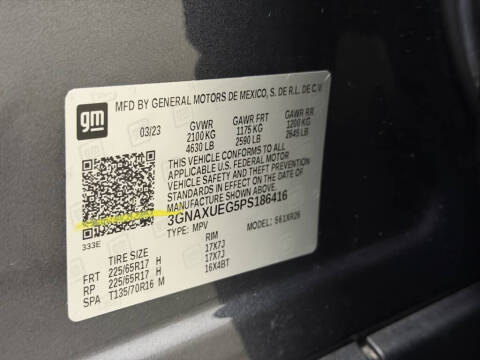 gm
MFD BY GENERAL MOTORS DE MEXICO, S. DE R.L. DE C.V.
03/23 GVWR GAWR FRT GAWR RR
2100 KG 1175 KG 1200 KG
4630 LB 2590 LB 2645 LB
THIS VEHICLE CONFORMS TO ALL
APPLICABLE U.S. FEDERAL MOTOR
VEHICLE SAFETY AND THEFT PREVENTION
STANDARDS IN EFFECT ON THE DATE OF
MANUFACTURE SHOWN ABOVE.
3GNAXUEG5PS186416
333E TYPE: MPV MODEL: 561XR26
TIRE SIZE RIM
FRT 225/65R17 H 17X7J
RP 225/65R17 H 17X7J
SPA T135/70R16 M 16X4BT